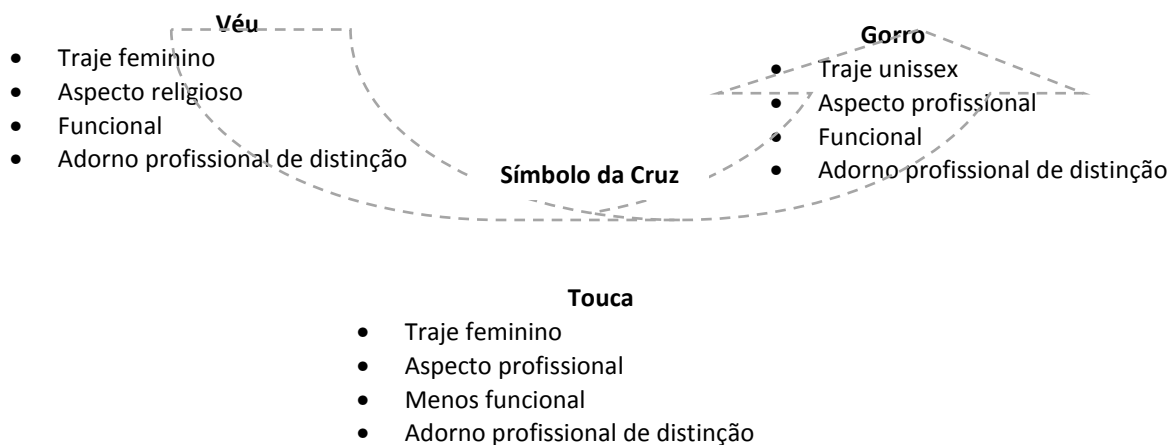 Véu
• Traje feminino
• Aspecto religioso
• Funcional
• Adorno profissional de distinção
Gorro
• Traje unissex
• Aspecto profissional
• Funcional
• Adorno profissional de distinção
Símbolo da Cruz
Touca
• Traje feminino
• Aspecto profissional
• Menos funcional
• Adorno profissional de distinção